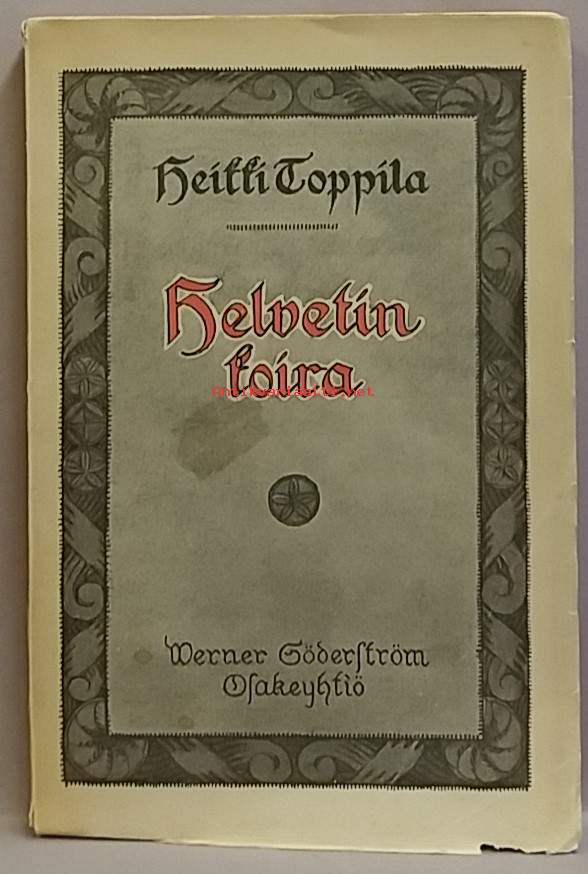 Heikki Toppila
Helvetin
koira
Werner Söderſtröm
Oſakeyhtiö